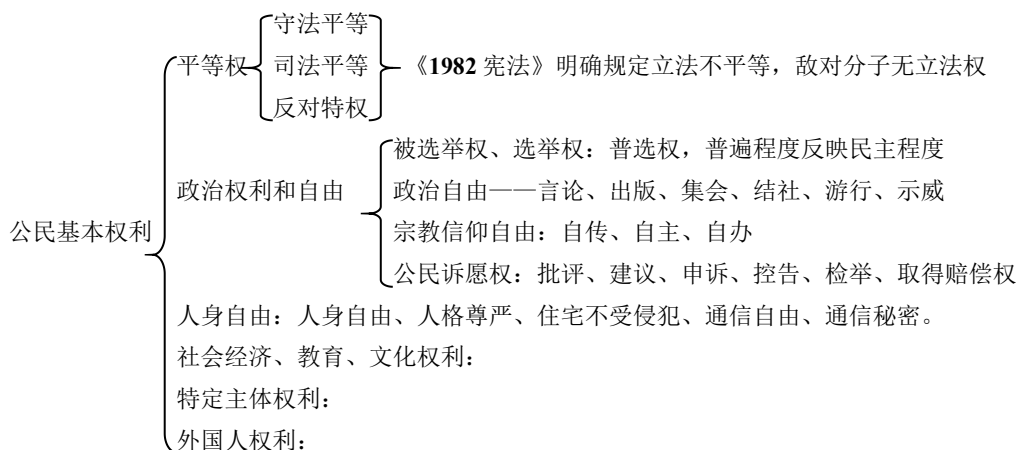 守法平等
平等权 司法平等 《1982 宪法》明确规定立法不平等，敌对分子无立法权
反对特权
被选举权、选举权：普选权，普遍程度反映民主程度
政治权利和自由 政治自由——言论、出版、集会、结社、游行、示威
公民基本权利 宗教信仰自由：自传、自主、自办
公民诉愿权：批评、建议、申诉、控告、检举、取得赔偿权
人身自由：人身自由、人格尊严、住宅不受侵犯、通信自由、通信秘密。
社会经济、教育、文化权利：
特定主体权利：
外国人权利：